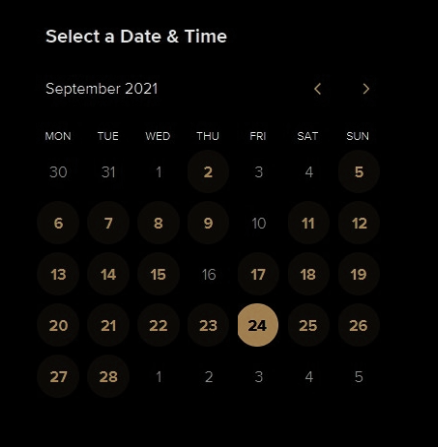 Select a Date & Time
September 2021 < >
MON TUE WED THU FRI SAT SUN
30 31 1 2 3 4 5
6 7 8 9 10 11 12
13 14 15 16 17 18 19
20 21 22 23 24 25 26
27 28 1 2 3 4 5